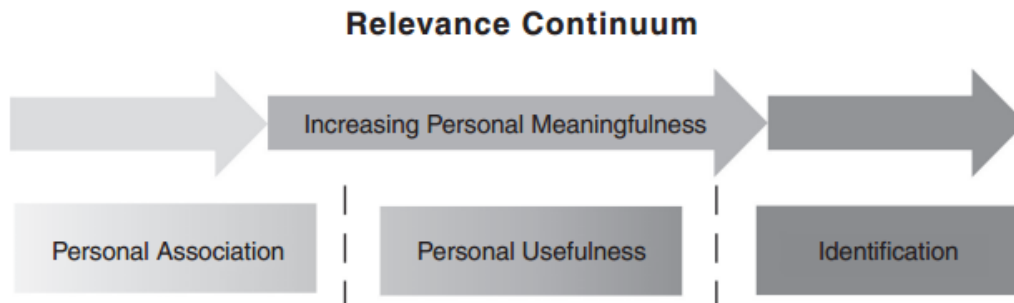 Relevance Continuum
Increasing Personal Meaningfulness
Personal Association
Personal Usefulness
Identification